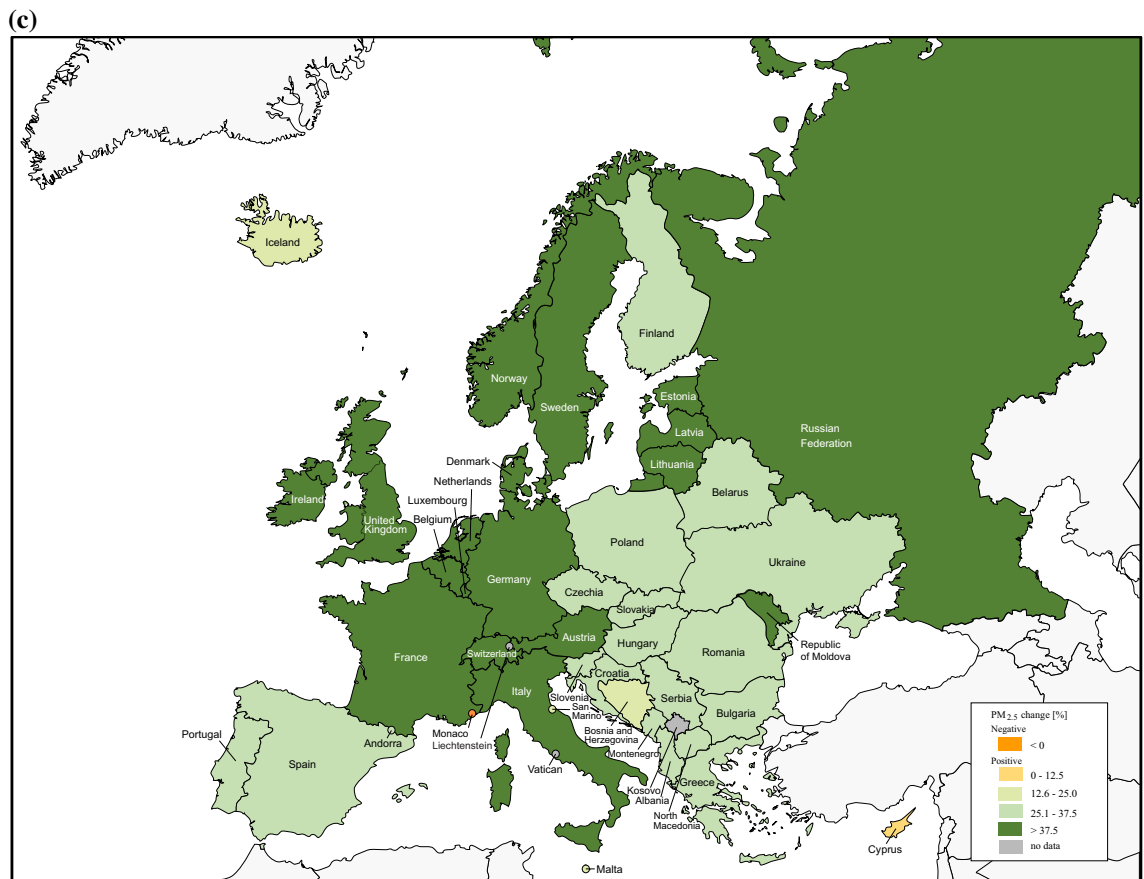 (c)
Iceland
Finland
Norway
Sweden
Estonia
Russian
Federation
Latvia
Denmark
Lithuania
Netherlands
Ireland
Luxembourg
Belarus
United
Kingdom
Belgium
Poland
Ukraine
Germany
Czechia
Slovakia
Austria
Republic
of Moldova
Hungary
France
Switzerland
Romania
Croatia
Italy
Slovenia
Serbia
San
Marino
Bulgaria
Portugal
Monaco
Andorra
Liechtenstein
Bosnia and
Herzegovina
Montenegro
Spain
Vatican
Kosovo
Greece
Albania
North
Macedonia
Cyprus
Malta
PM2.5 change [%]
Negative
< 0
Positive
0 - 12.5
12.6 - 25.0
25.1 - 37.5
> 37.5
no data